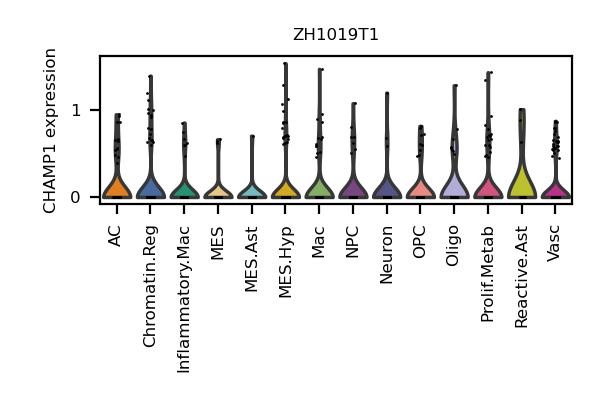 ZH1019T1
CHAMP1 expression
1
0
AC
Chromatin.Reg
Inflammatory.Mac
MES
MES.Ast
MES.Hyp
Mac
NPC
Neuron
OPC
Oligo
Prolif.Metab
Reactive.Ast
Vasc